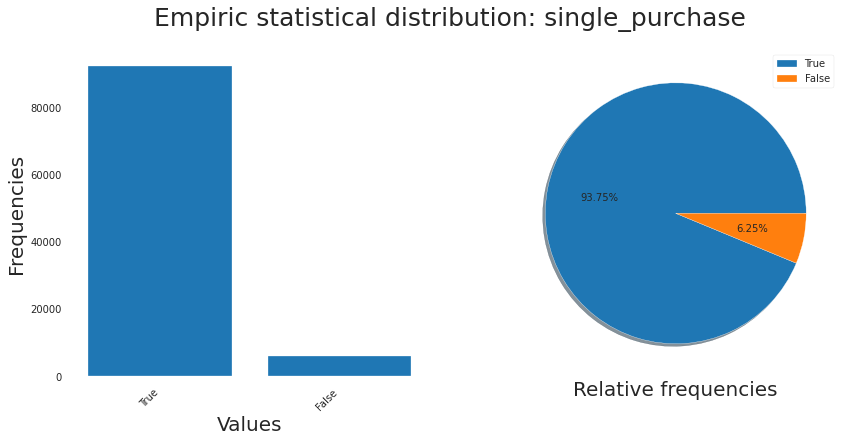 Empiric statistical distribution: single_purchase
Frequencies
80000
60000
40000
20000
0
True
False
Values
True
False
93.75%
6.25%
Relative frequencies